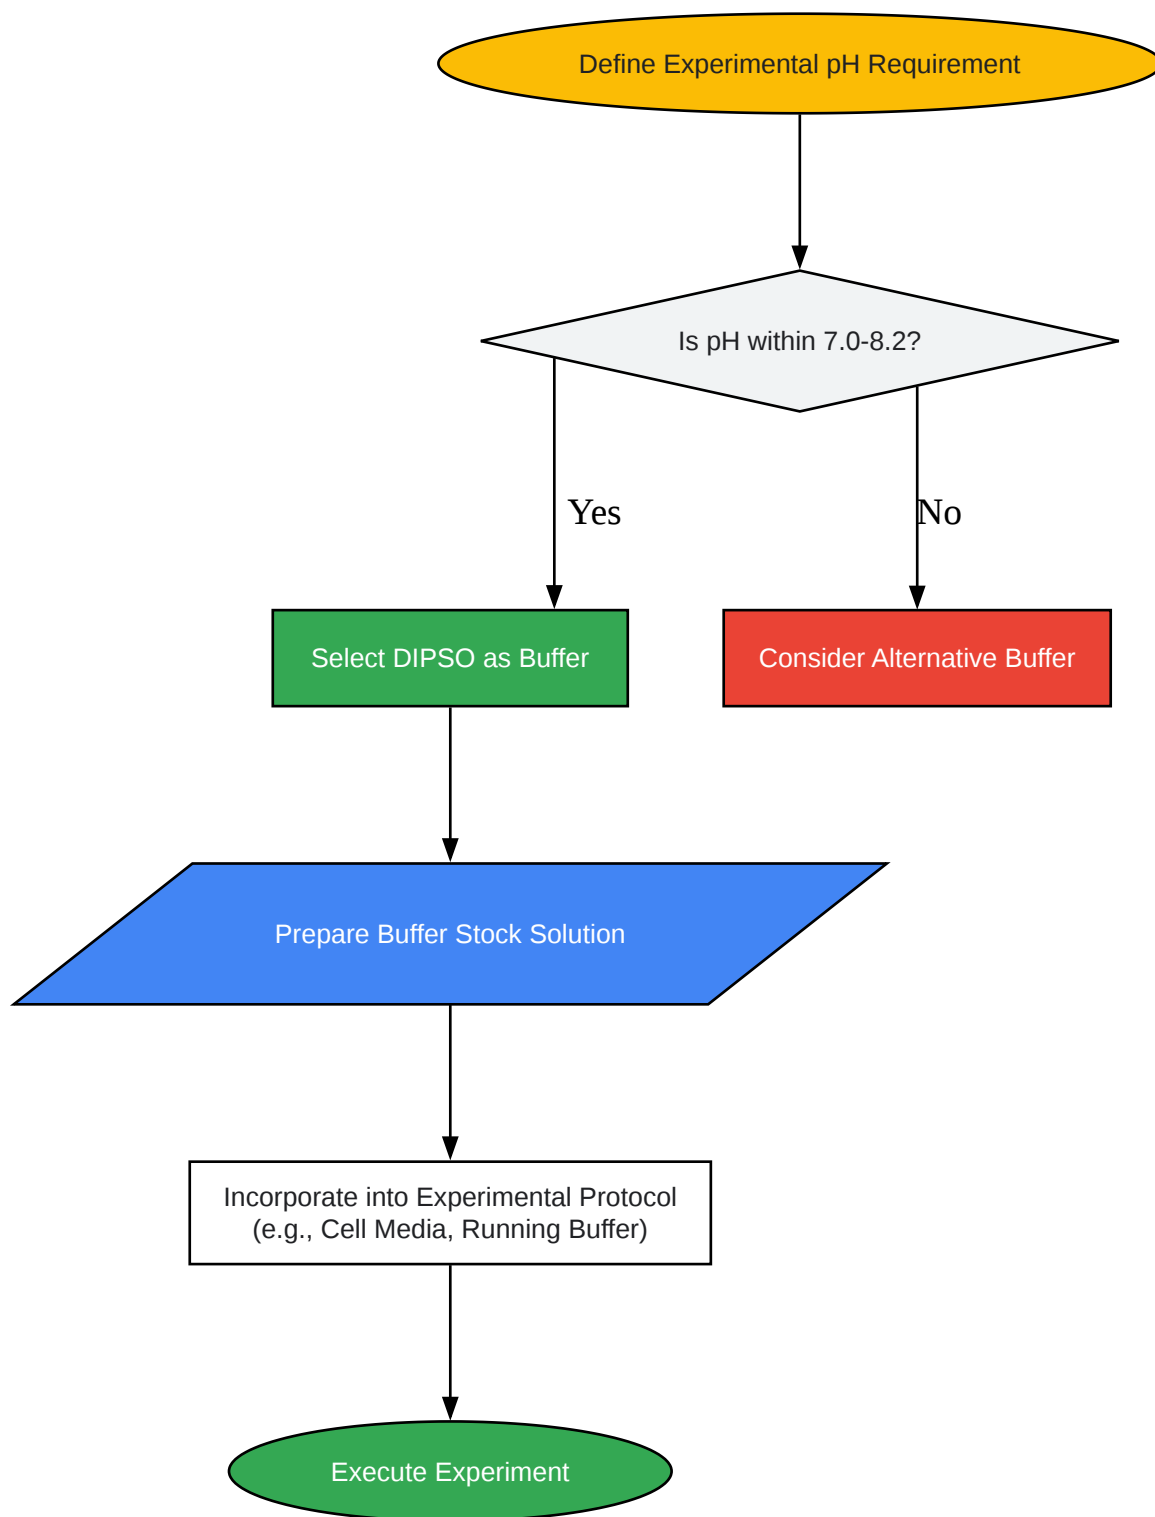 Define Experimental pH Requirement
Is pH within 7.0-8.2?
Yes
No
Select DIPSO as Buffer
Consider Alternative Buffer
Prepare Buffer Stock Solution
Incorporate into Experimental Protocol
(e.g., Cell Media, Running Buffer)
Execute Experiment